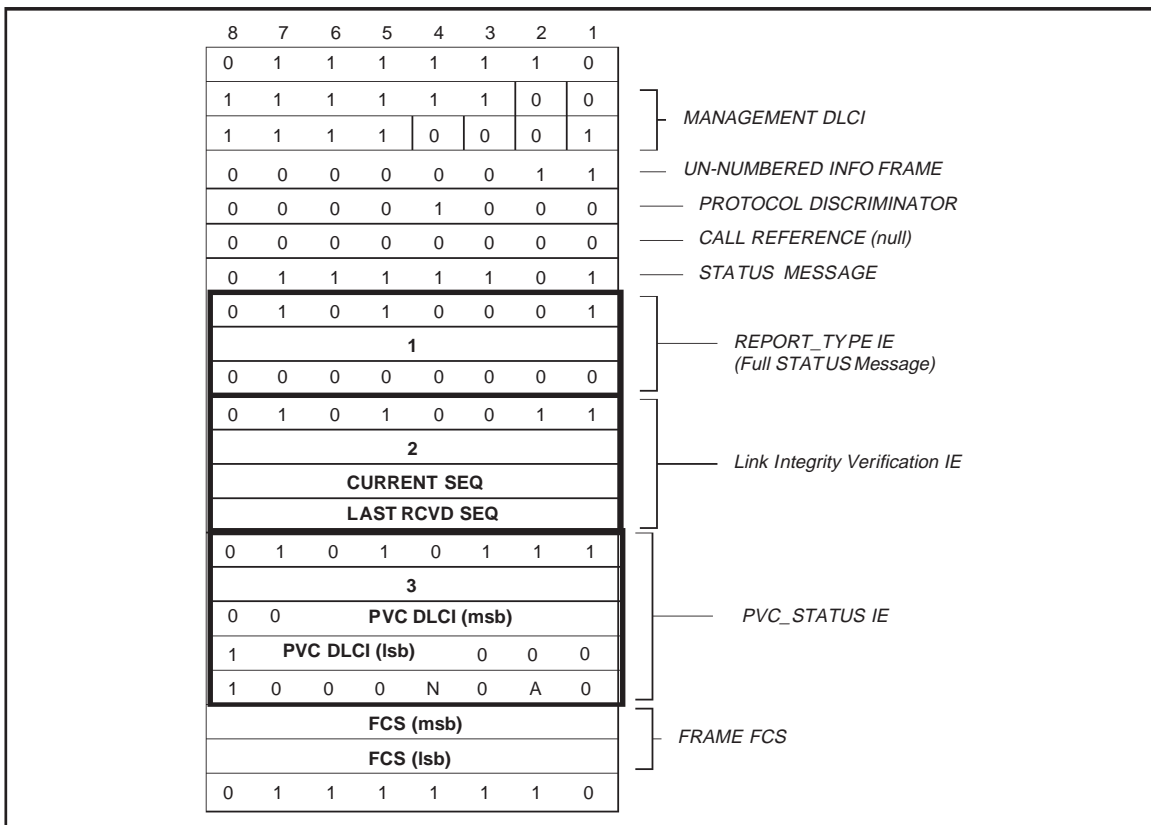 8 7 6 5 4 3 2 1
0 1 1 1 1 1 1 0
1 1 1 1 1 1 0 0
MANAGEMENT DLCI
1 1 1 1 0 0 0 1
0 0 0 0 0 0 1 1 UN-NUMBERED INFO FRAME
0 0 0 0 1 0 0 0 PROTOCOL DISCRIMINATOR
0 0 0 0 0 0 0 0 CALL REFERENCE (null)
0 1 1 1 1 1 0 1 STATUS MESSAGE
0 1 0 1 0 0 0 1
1 REPORT_TYPE IE
(Full STATUS Message)
0 0 0 0 0 0 0 0
0 1 0 1 0 0 1 1
2
Link Integrity Verification IE
CURRENT SEQ
LAST RCVD SEQ
0 1 0 1 0 1 1 1
3
0 0 PVC DLCI (msb) PVC_STATUS IE
1 PVC DLCI (lsb) 0 0 0
1 0 0 0 N 0 A 0
FCS (msb)
FRAME FCS
FCS (lsb)
0 1 1 1 1 1 1 0